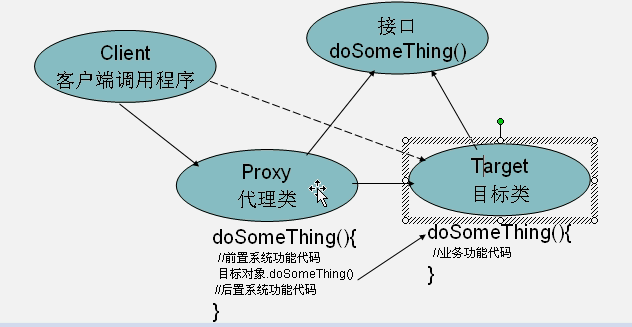 Client
客户端调用程序
接口
doSomeThing()
Proxy
代理类
Target
目标类
doSomeThing(){
//前置系统功能代码
目标对象.doSomeThing()
//后置系统功能代码
}
doSomeThing(){
//业务功能代码
}